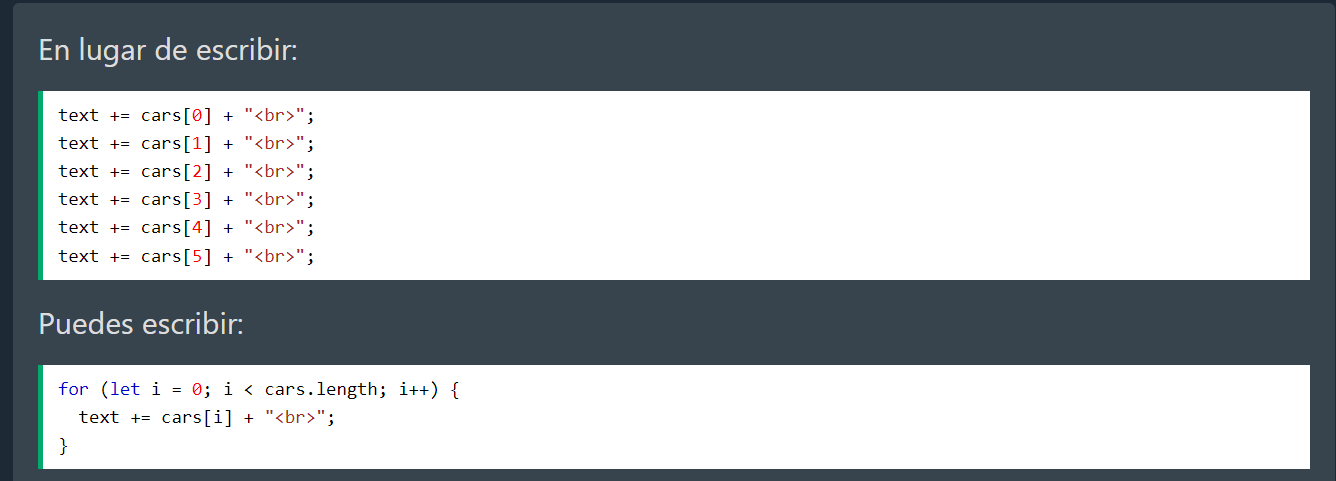 En lugar de escribir:
text += cars[0] + "<br>";
text += cars[1] + "<br>";
text += cars[2] + "<br>";
text += cars[3] + "<br>";
text += cars[4] + "<br>";
text += cars[5] + "<br>";
Puedes escribir:
for (let i = 0; i < cars.length; i++) {
  text += cars[i] + "<br>";
}